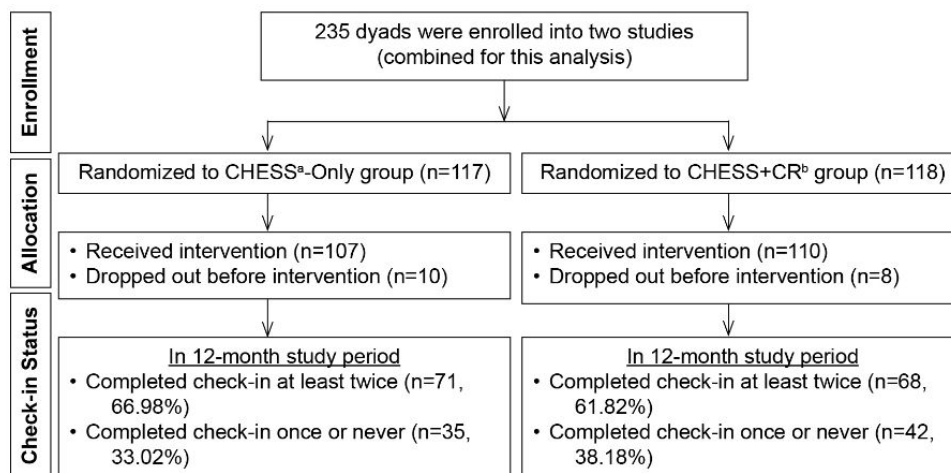 Enrollment
235 dyads were enrolled into two studies
(combined for this analysis)
Allocation
Randomized to CHESSᵃ-Only group (n=117)
Randomized to CHESS+CRᵇ group (n=118)
• Received intervention (n=107)
• Dropped out before intervention (n=10)
• Received intervention (n=110)
• Dropped out before intervention (n=8)
Check-in Status
In 12-month study period
• Completed check-in at least twice (n=71,
66.98%)
• Completed check-in once or never (n=35,
33.02%)
In 12-month study period
• Completed check-in at least twice (n=68,
61.82%)
• Completed check-in once or never (n=42,
38.18%)